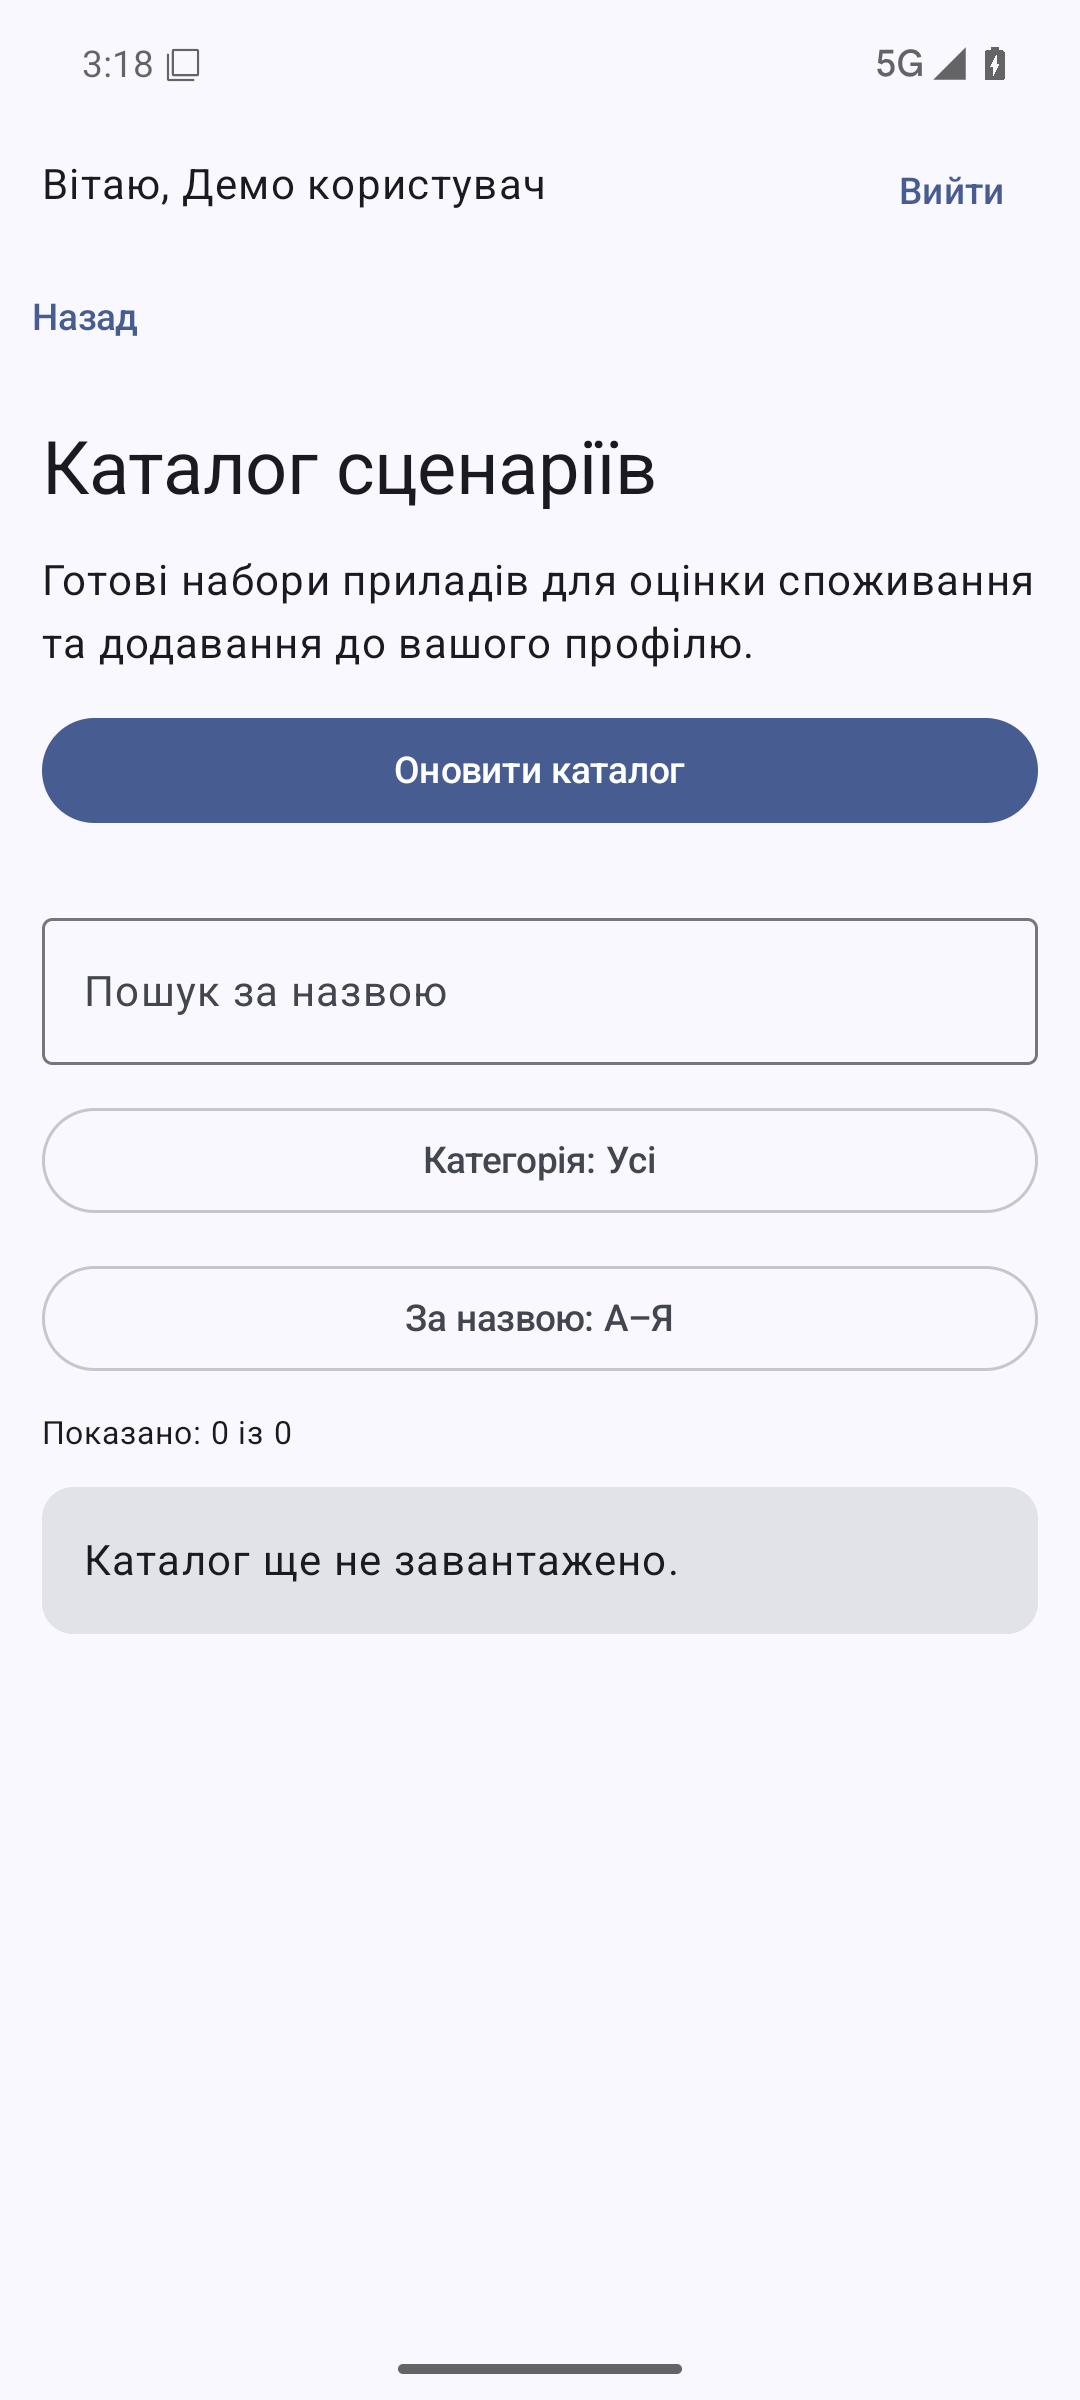 3:18 5G
Вітаю, Демо користувач
Вийти
Назад
Каталог сценаріїв
Готові набори приладів для оцінки споживання
та додавання до вашого профілю.
Оновити каталог
Пошук за назвою
Категорія: Усі
За назвою: А–Я
Показано: 0 із 0
Каталог ще не завантажено.